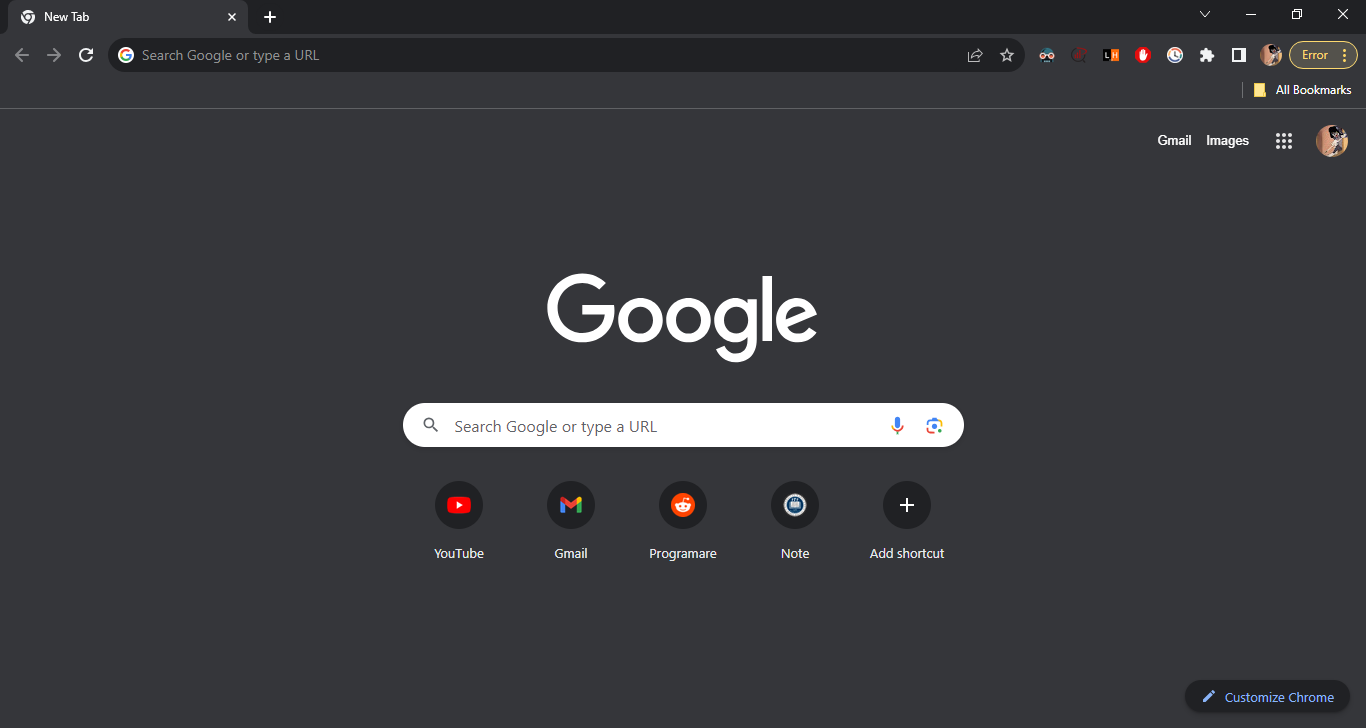 New Tab
Search Google or type a URL
LH
Error
All Bookmarks
Gmail Images
Google
Search Google or type a URL
YouTube Gmail Programare Note Add shortcut
Customize Chrome